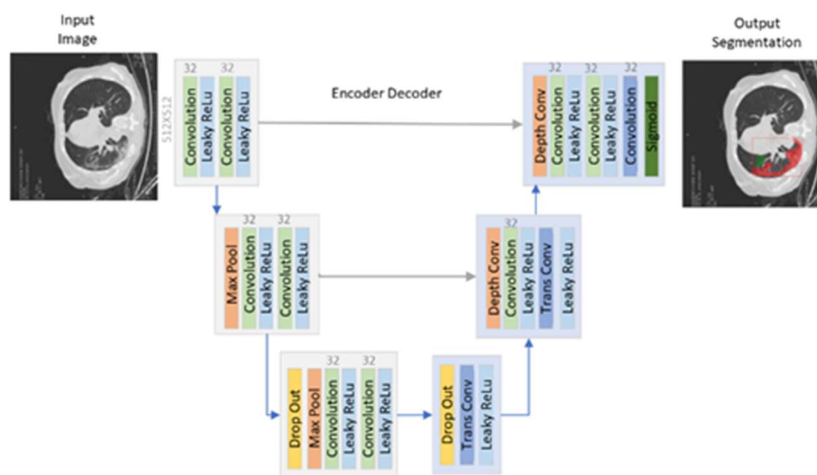 Input
Image
Output
Segmentation
Encoder Decoder
512X512
32
32
Convolution
Leaky ReLu
Convolution
Leaky ReLu
32
32
32
Depth Conv
Convolution
Leaky ReLu
Convolution
Leaky ReLu
Convolution
Sigmoid
32
32
Max Pool
Convolution
Leaky ReLu
Convolution
Leaky ReLu
32
Depth Conv
Convolution
Leaky ReLu
Trans Conv
Leaky ReLu
32
32
Drop Out
Max Pool
Convolution
Leaky ReLu
Convolution
Leaky ReLu
Drop Out
Trans Conv
Leaky ReLu